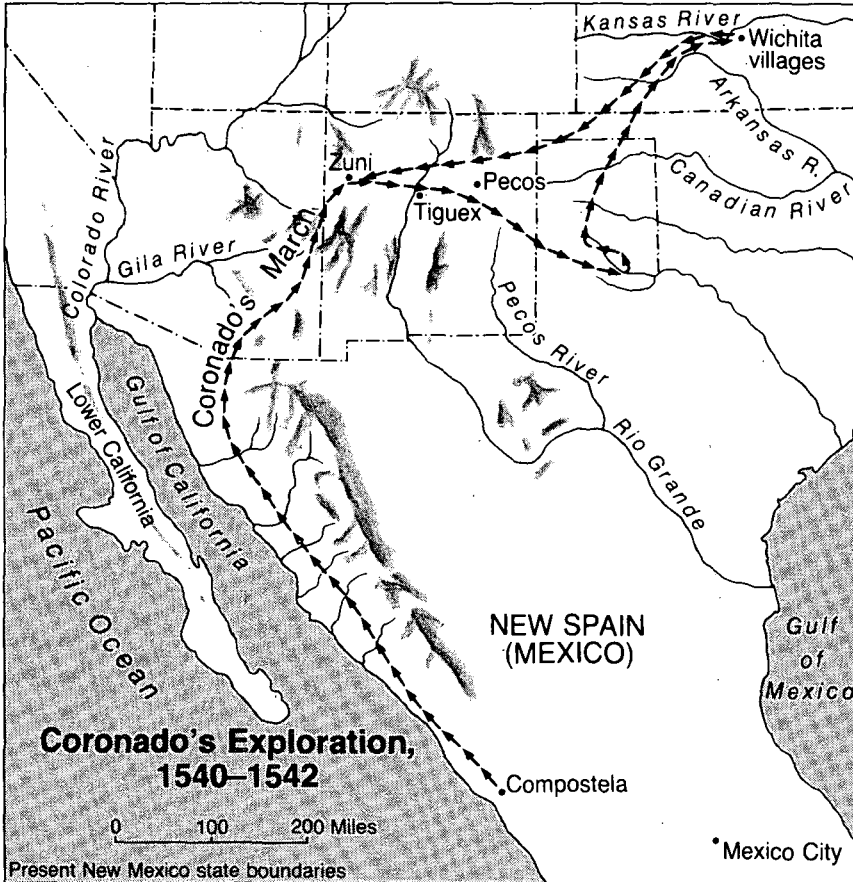 Kansas River
Wichita
villages
Arkansas R.
Zuni
Pecos
Canadian River
Tiguex
Colorado River
Gila River
Coronado's March
Pecos River
Gulf of California
Lower California
Rio Grande
Pacific Ocean
NEW SPAIN
(MEXICO)
Gulf
of
Mexico
Coronado's Exploration,
1540–1542
Compostela
0 100 200 Miles
Mexico City
Present New Mexico state boundaries